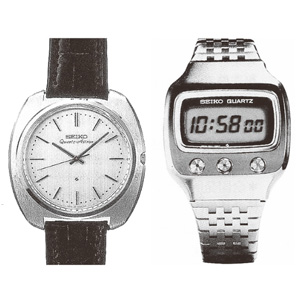 SEIKO
Quartz-Astron
SEIKO QUARTZ
10:58 00